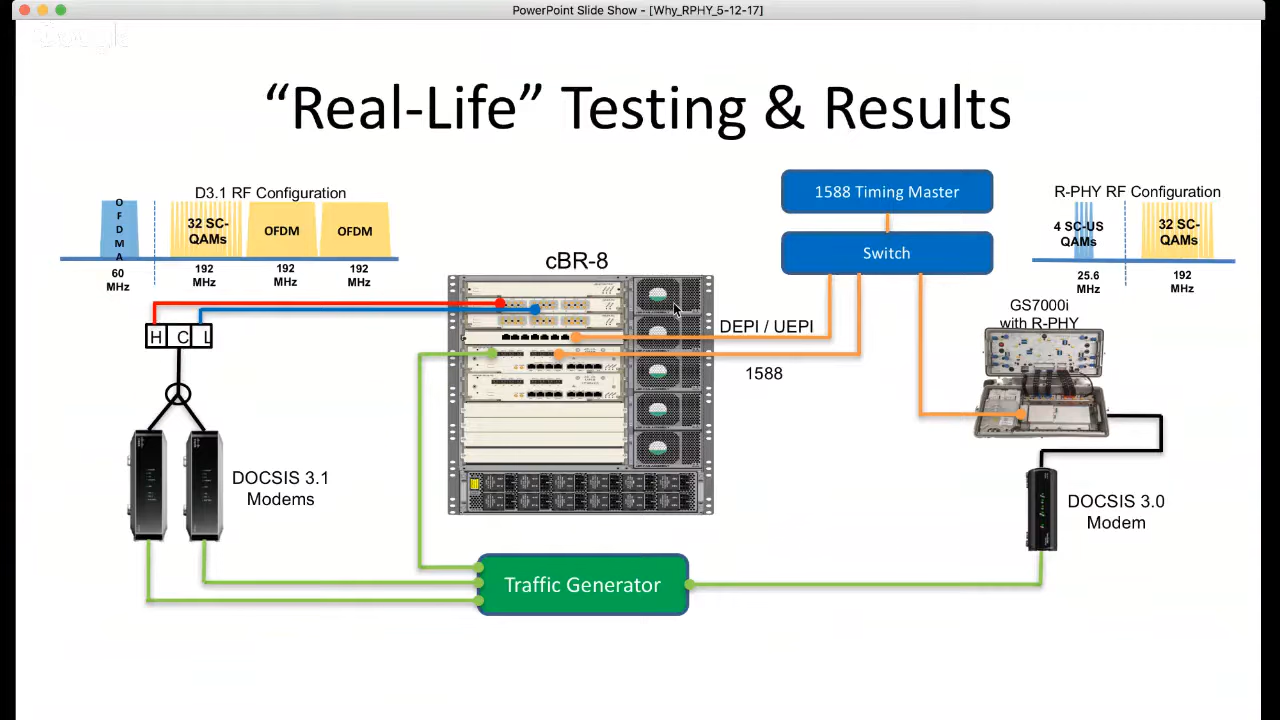 PowerPoint Slide Show - [Why_RPHY_5-12-17]
Google
“Real-Life” Testing & Results
D3.1 RF Configuration
O
F
D
M
A
32 SC-
QAMs
OFDM
OFDM
60
MHz
192
MHz
192
MHz
192
MHz
1588 Timing Master
Switch
R-PHY RF Configuration
4 SC-US
QAMs
32 SC-
QAMs
25.6
MHz
192
MHz
cBR-8
DEPI / UEPI
1588
GS7000i
with R-PHY
H C L
DOCSIS 3.1
Modems
DOCSIS 3.0
Modem
Traffic Generator